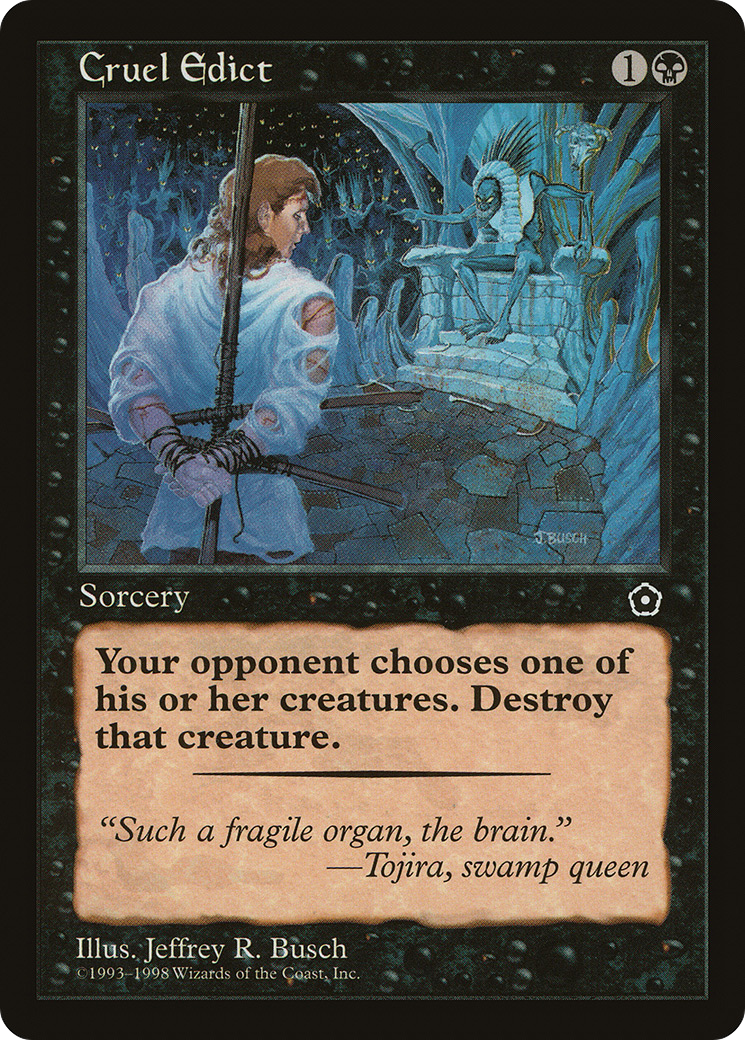 Cruel Edict
1
J. BUSCH
Sorcery
Your opponent chooses one of
his or her creatures. Destroy
that creature.
“Such a fragile organ, the brain.”
—Tojira, swamp queen
Illus. Jeffrey R. Busch
©1993–1998 Wizards of the Coast, Inc.